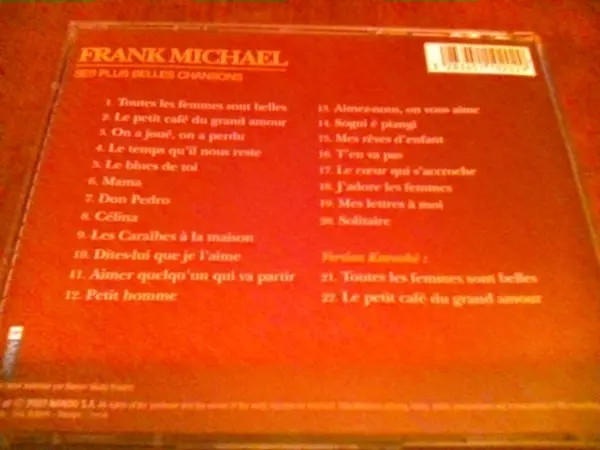 FRANK MICHAEL
SES PLUS BELLES CHANSONS
1. Toutes les femmes sont belles
2. Le petit café du grand amour
3. On a joué, on a perdu
4. Le temps qu'il nous reste
5. Le blues de toi
6. Mama
7. Don Pedro
8. Célina
9. Les Caraïbes à la maison
10. Dites-lui que je l'aime
11. Aimer quelqu'un qui va partir
12. Petit homme
13. Aimez-nous, on vous aime
14. Sogni è piangi
15. Mes rêves d'enfant
16. T'en va pas
17. Le cœur qui s'accroche
18. J'adore les femmes
19. Mes lettres à moi
20. Solitaire
Version Karaoké :
21. Toutes les femmes sont belles
22. Le petit café du grand amour